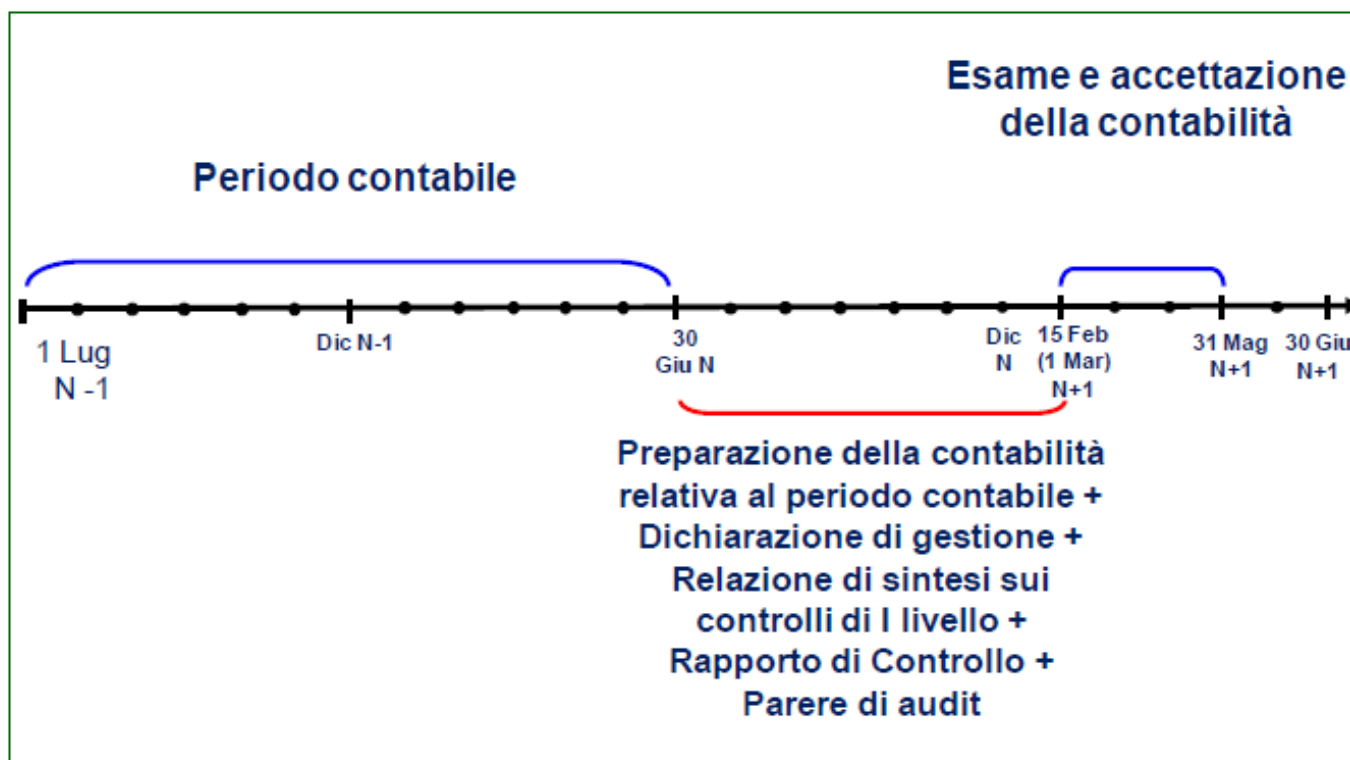 Esame e accettazione
della contabilità
Periodo contabile
1 Lug
N -1
Dic N-1
30
Giu N
Dic
N
15 Feb
(1 Mar)
N+1
31 Mag
N+1
30 Giu
N+1
Preparazione della contabilità
relativa al periodo contabile +
Dichiarazione di gestione +
Relazione di sintesi sui
controlli di I livello +
Rapporto di Controllo +
Parere di audit